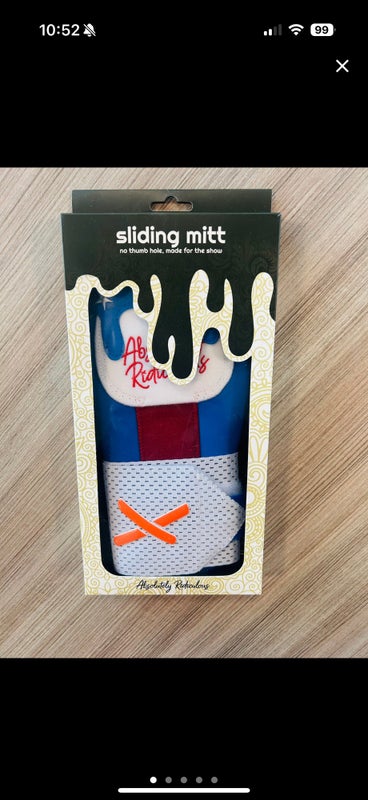 10:52
99
sliding mitt
no thumb hole, made for the show
Absolutely Ridiculous